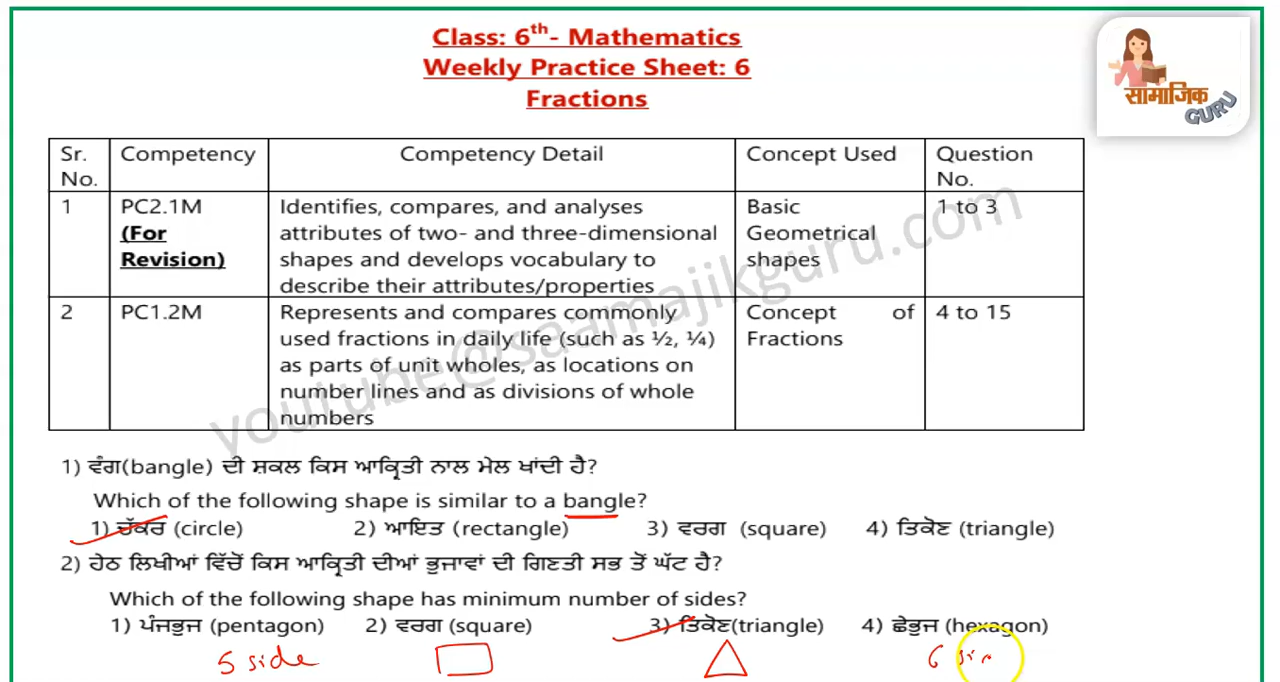 Class: 6th- Mathematics
Weekly Practice Sheet: 6
Fractions
सामाजिक
GURU
Sr. No. Competency Competency Detail Concept Used Question No.
1 PC2.1M (For Revision) Identifies, compares, and analyses attributes of two- and three-dimensional shapes and develops vocabulary to describe their attributes/properties Basic Geometrical shapes 1 to 3
2 PC1.2M Represents and compares commonly used fractions in daily life (such as ½, ¼) as parts of unit wholes, as locations on number lines and as divisions of whole numbers Concept of Fractions 4 to 15
youtube@saamajikguru.com
1) ਵੰਗ(bangle) ਦੀ ਸ਼ਕਲ ਕਿਸ ਆਕ੍ਰਿਤੀ ਨਾਲ ਮੇਲ ਖਾਂਦੀ ਹੈ?
Which of the following shape is similar to a bangle?
1) ਚੱਕਰ (circle) 2) ਆਇਤ (rectangle) 3) ਵਰਗ (square) 4) ਤਿਕੋਣ (triangle)
2) ਹੇਠ ਲਿਖੀਆਂ ਵਿੱਚੋਂ ਕਿਸ ਆਕ੍ਰਿਤੀ ਦੀਆਂ ਭੁਜਾਵਾਂ ਦੀ ਗਿਣਤੀ ਸਭ ਤੋਂ ਘੱਟ ਹੈ?
Which of the following shape has minimum number of sides?
1) ਪੰਜਭੁਜ (pentagon) 2) ਵਰਗ (square) 3) ਤਿਕੋਣ(triangle) 4) ਛੇਭੁਜ (hexagon)
5 side 6 si